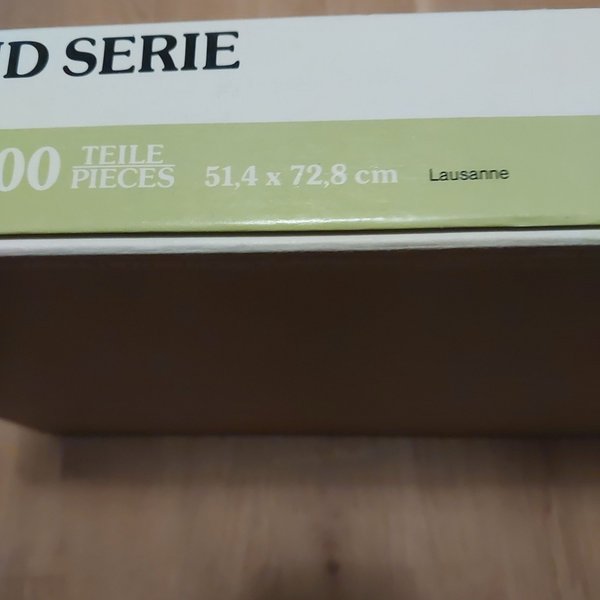 D SERIE
00 TEILE
PIECES 51,4 x 72,8 cm Lausanne